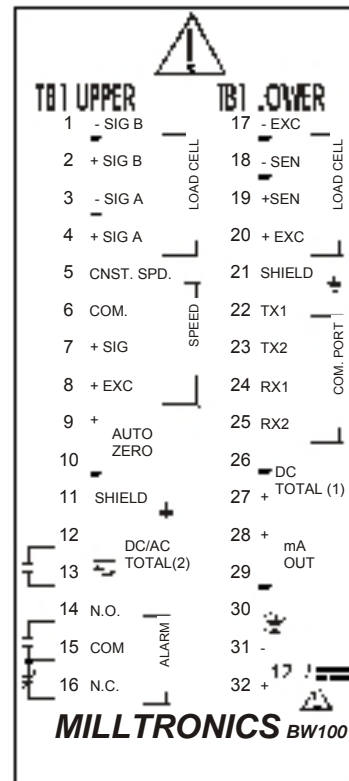 TB1 UPPER
1 - SIG B
2 + SIG B
3 - SIG A
4 + SIG A
LOAD CELL
5 CNST. SPD.
6 COM.
7 + SIG
8 + EXC
SPEED
9 +
AUTO
ZERO
10 -
11 SHIELD
12
DC/AC
TOTAL(2)
13
14 N.O.
15 COM
16 N.C.
ALARM
TB1 LOWER
17 - EXC
18 - SEN
19 +SEN
20 + EXC
LOAD CELL
21 SHIELD
22 TX1
23 TX2
24 RX1
25 RX2
COM. PORT
26 - DC
TOTAL (1)
27 +
28 +
mA
OUT
29 -
30
31 -
32 +
MILLTRONICS BW100